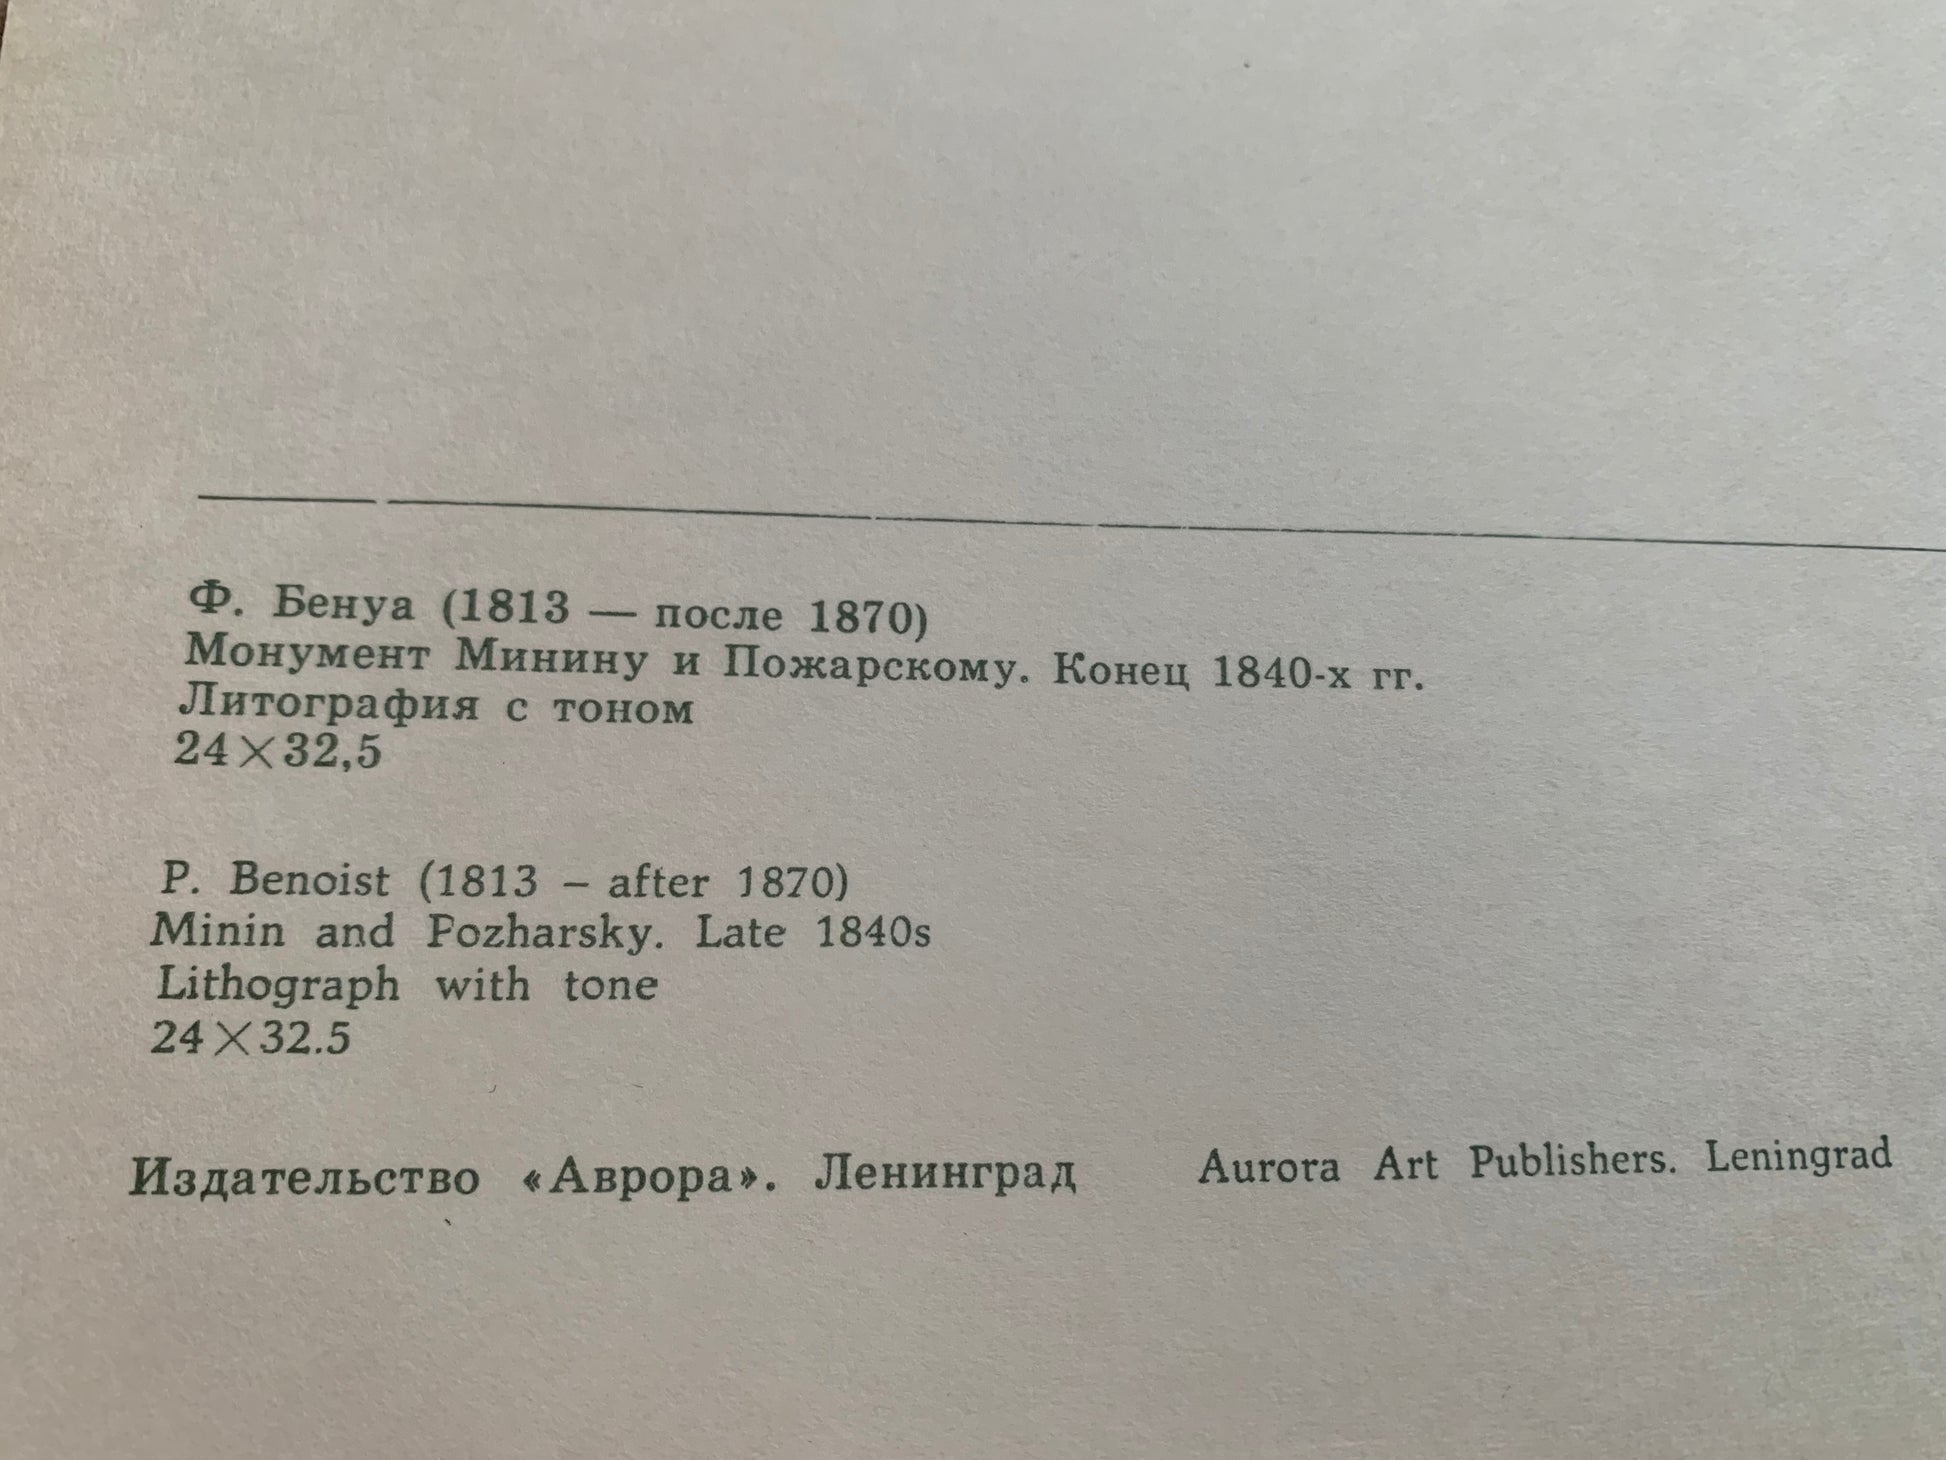 Ф. Бенуа (1813 — после 1870)
Монумент Минину и Пожарскому. Конец 1840-х гг.
Литография с тоном
24×32,5
P. Benoist (1813 – after 1870)
Minin and Pozharsky. Late 1840s
Lithograph with tone
24×32.5
Издательство «Аврора». Ленинград Aurora Art Publishers. Leningrad